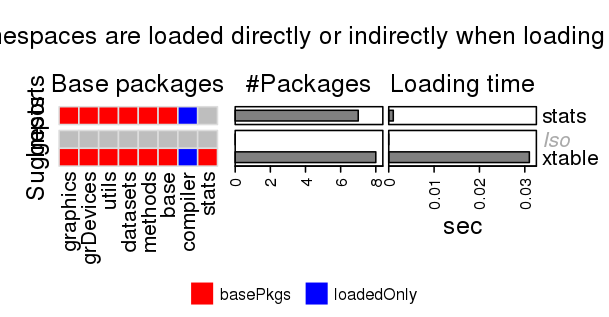 nespaces are loaded directly or indirectly when loading
Base packages #Packages Loading time
stats
Iso
xtable
Imports
Suggests
graphics
grDevices
utils
datasets
methods
base
compiler
stats
0 2 4 6 8
0 0.01 0.02 0.03
sec
basePkgs loadedOnly